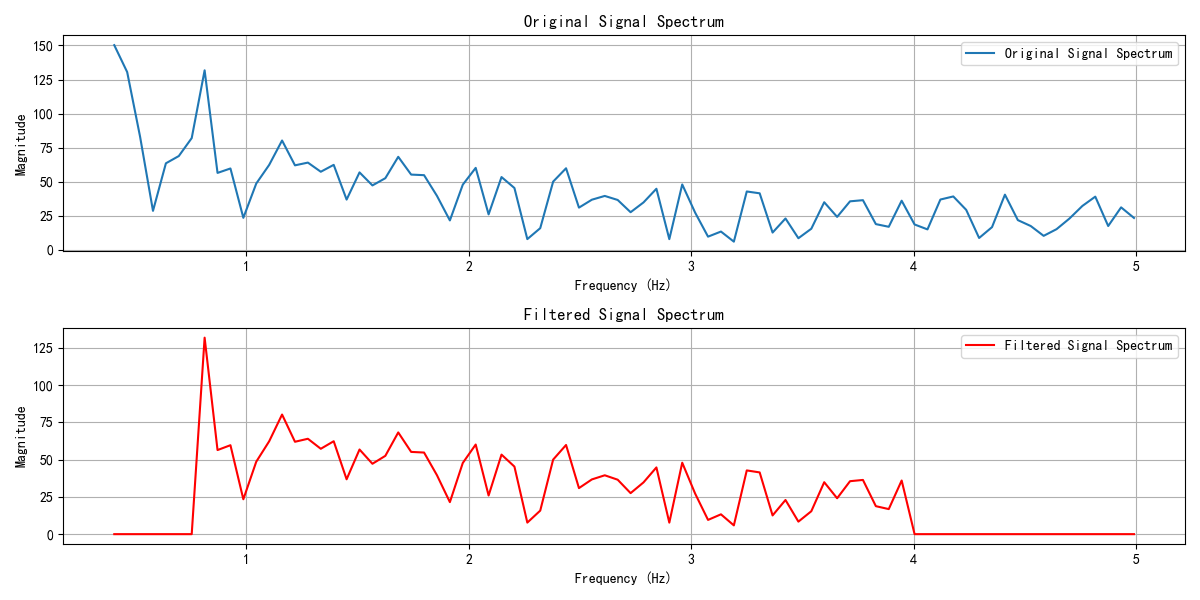 Original Signal Spectrum
150
125
100
75
50
25
0
Magnitude
Original Signal Spectrum
1 2 3 4 5
Frequency (Hz)
Filtered Signal Spectrum
125
100
75
50
25
0
Magnitude
Filtered Signal Spectrum
1 2 3 4 5
Frequency (Hz)